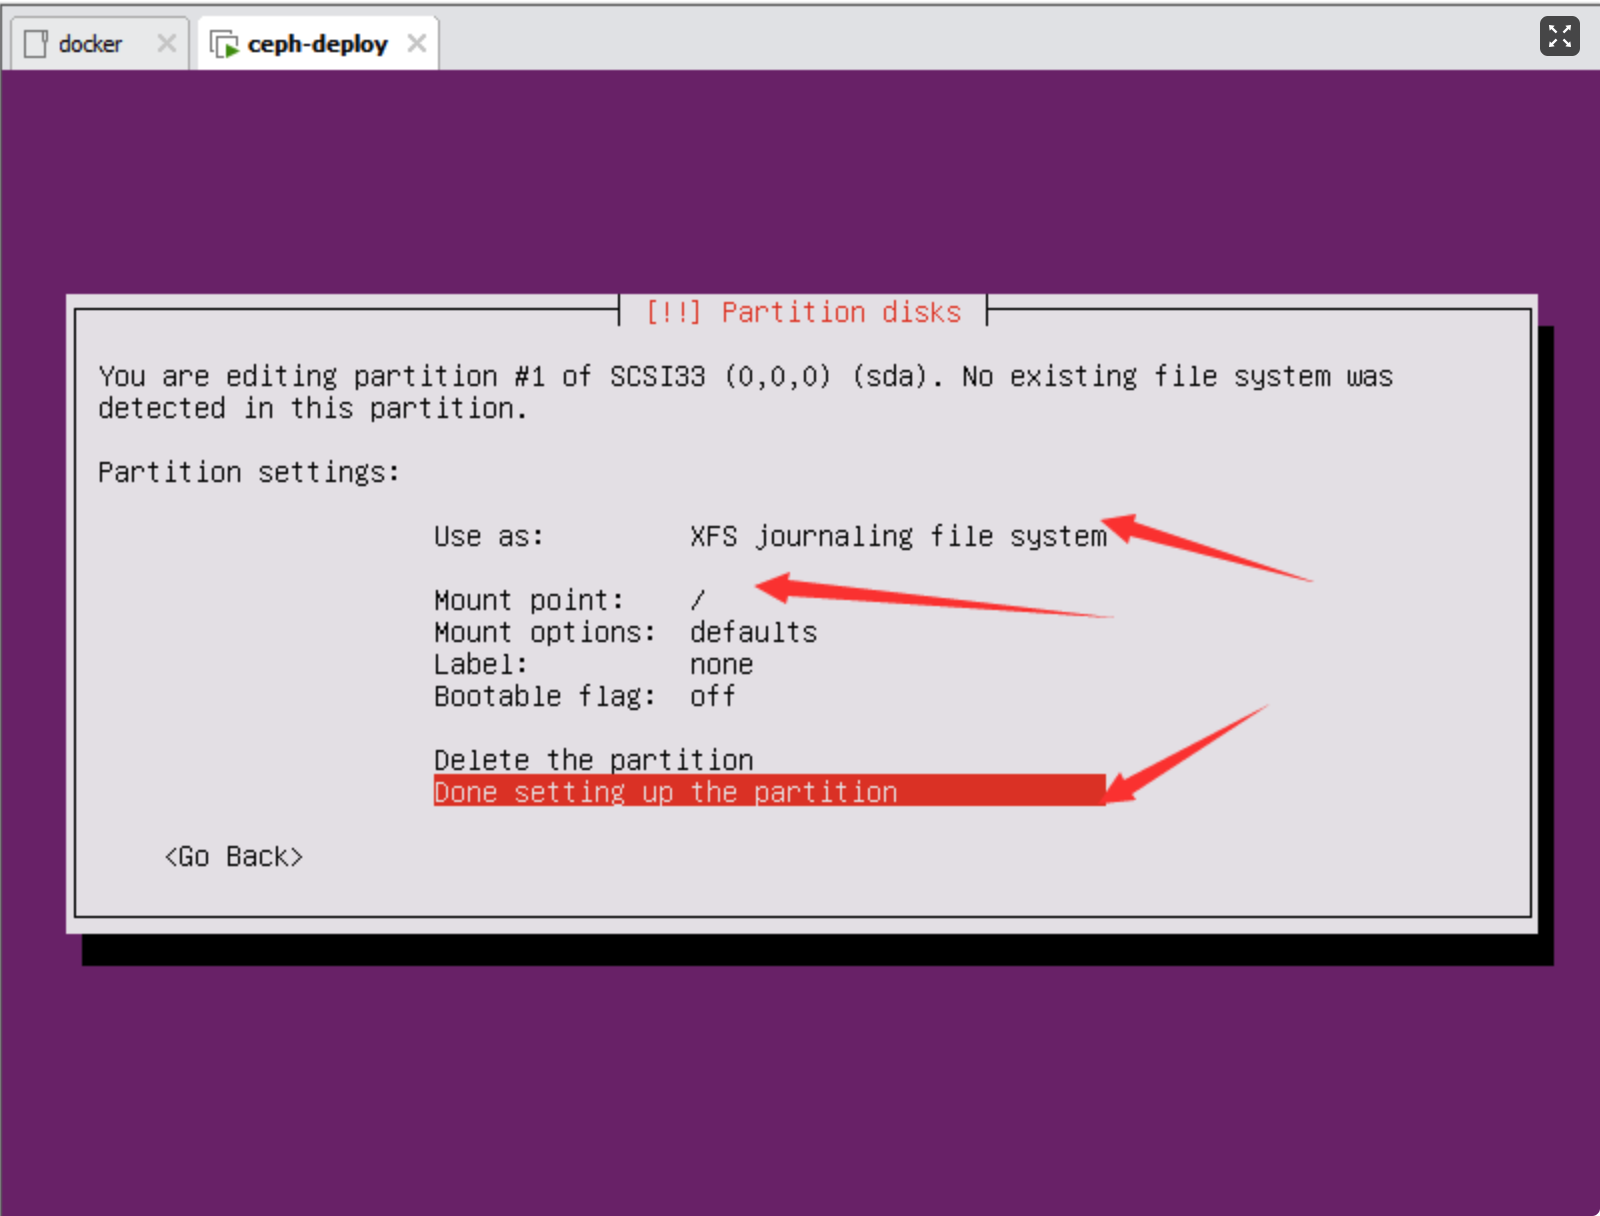 docker
ceph-deploy
[!!] Partition disks
You are editing partition #1 of SCSI33 (0,0,0) (sda). No existing file system was
detected in this partition.
Partition settings:
Use as: XFS journaling file system
Mount point: /
Mount options: defaults
Label: none
Bootable flag: off
Delete the partition
Done setting up the partition
<Go Back>